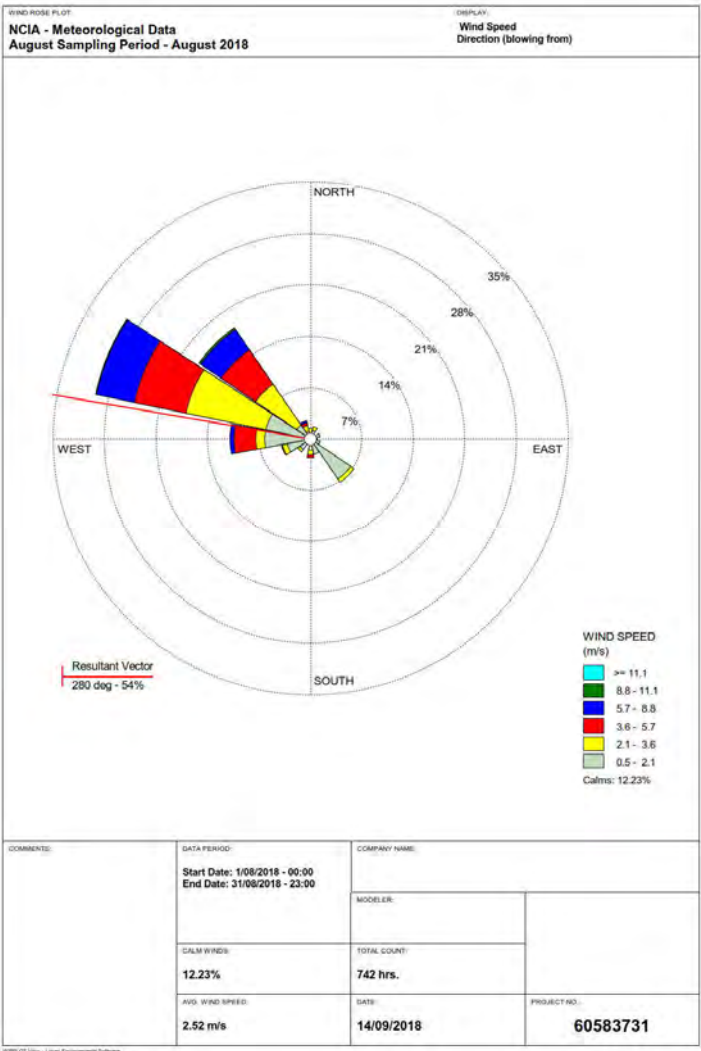 WIND ROSE PLOT:
DISPLAY:
NCIA - Meteorological Data
August Sampling Period - August 2018
Wind Speed
Direction (blowing from)
NORTH
35%
28%
21%
14%
7%
WEST
EAST
SOUTH
WIND SPEED
(m/s)
>= 11.1
8.8 - 11.1
5.7 - 8.8
3.6 - 5.7
2.1 - 3.6
0.5 - 2.1
Calms: 12.23%
Resultant Vector
280 deg - 54%
COMMENTS:
DATA PERIOD:
Start Date: 1/08/2018 - 00:00
End Date: 31/08/2018 - 23:00
COMPANY NAME:
MODELER:
CALM WINDS:
12.23%
TOTAL COUNT:
742 hrs.
AVG. WIND SPEED:
2.52 m/s
DATE:
14/09/2018
PROJECT NO.:
60583731